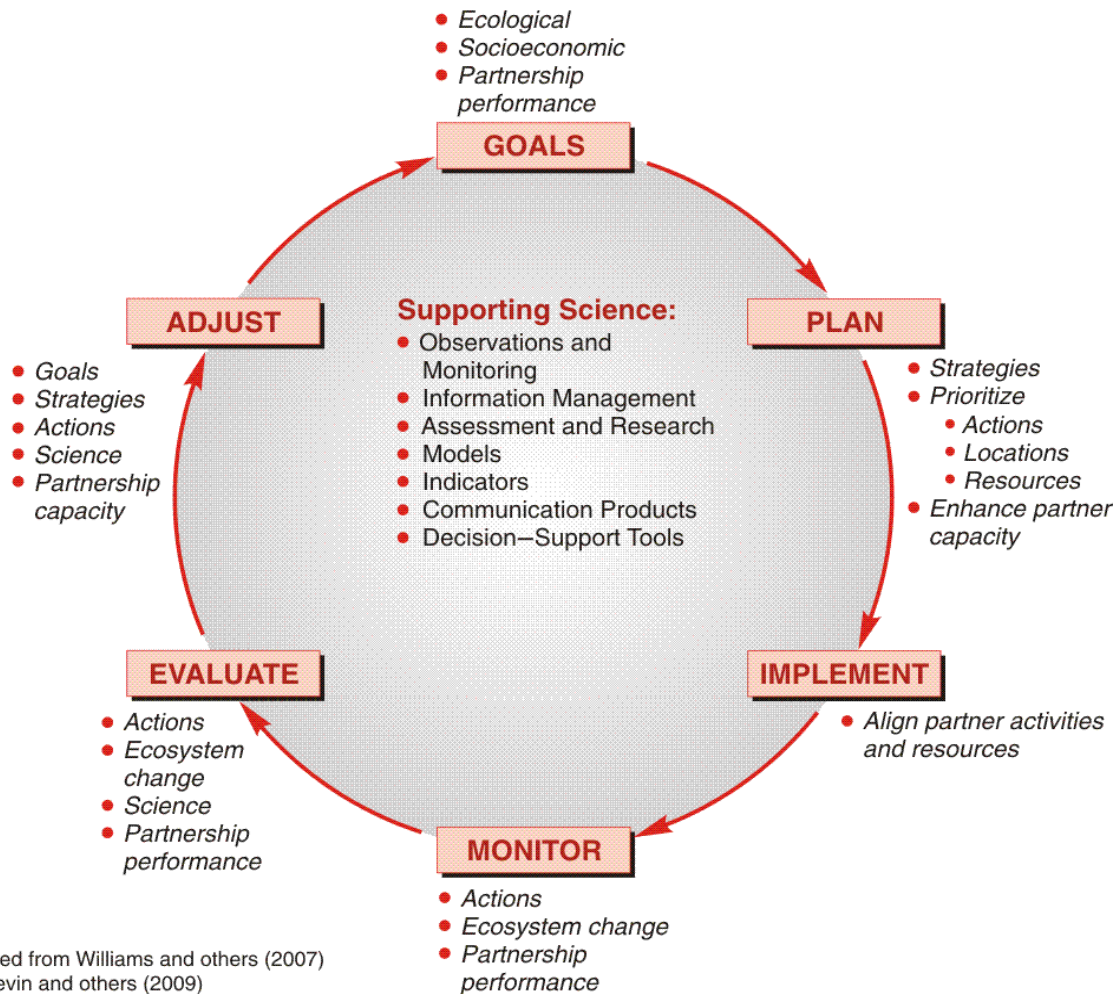 • Ecological
• Socioeconomic
• Partnership
performance
GOALS
ADJUST
• Goals
• Strategies
• Actions
• Science
• Partnership
capacity
Supporting Science:
• Observations and
Monitoring
• Information Management
• Assessment and Research
• Models
• Indicators
• Communication Products
• Decision–Support Tools
PLAN
• Strategies
• Prioritize
• Actions
• Locations
• Resources
• Enhance partner
capacity
EVALUATE
• Actions
• Ecosystem
change
• Science
• Partnership
performance
IMPLEMENT
• Align partner activities
and resources
MONITOR
• Actions
• Ecosystem change
• Partnership
performance
from Williams and others (2007)
and others (2009)